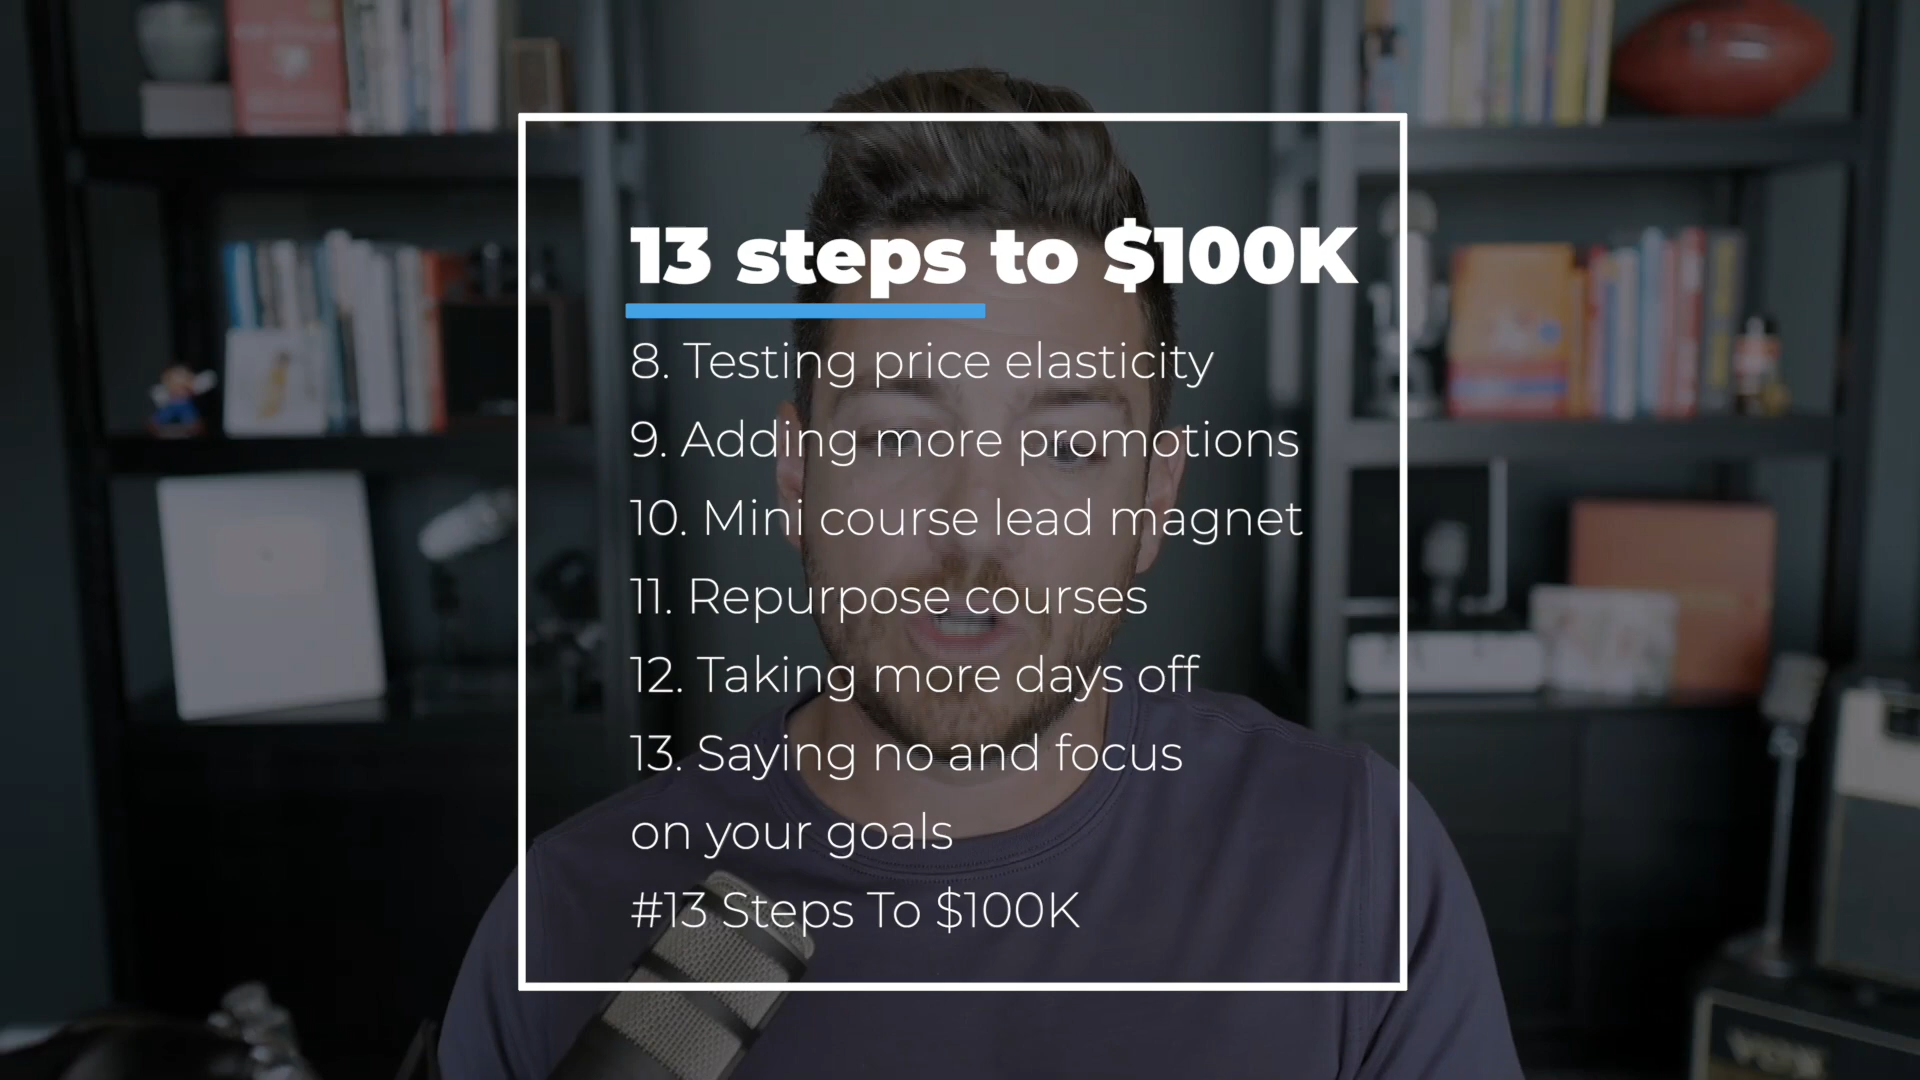 13 steps to $100K
8. Testing price elasticity
9. Adding more promotions
10. Mini course lead magnet
11. Repurpose courses
12. Taking more days off
13. Saying no and focus
on your goals
#13 Steps To $100K
VOX